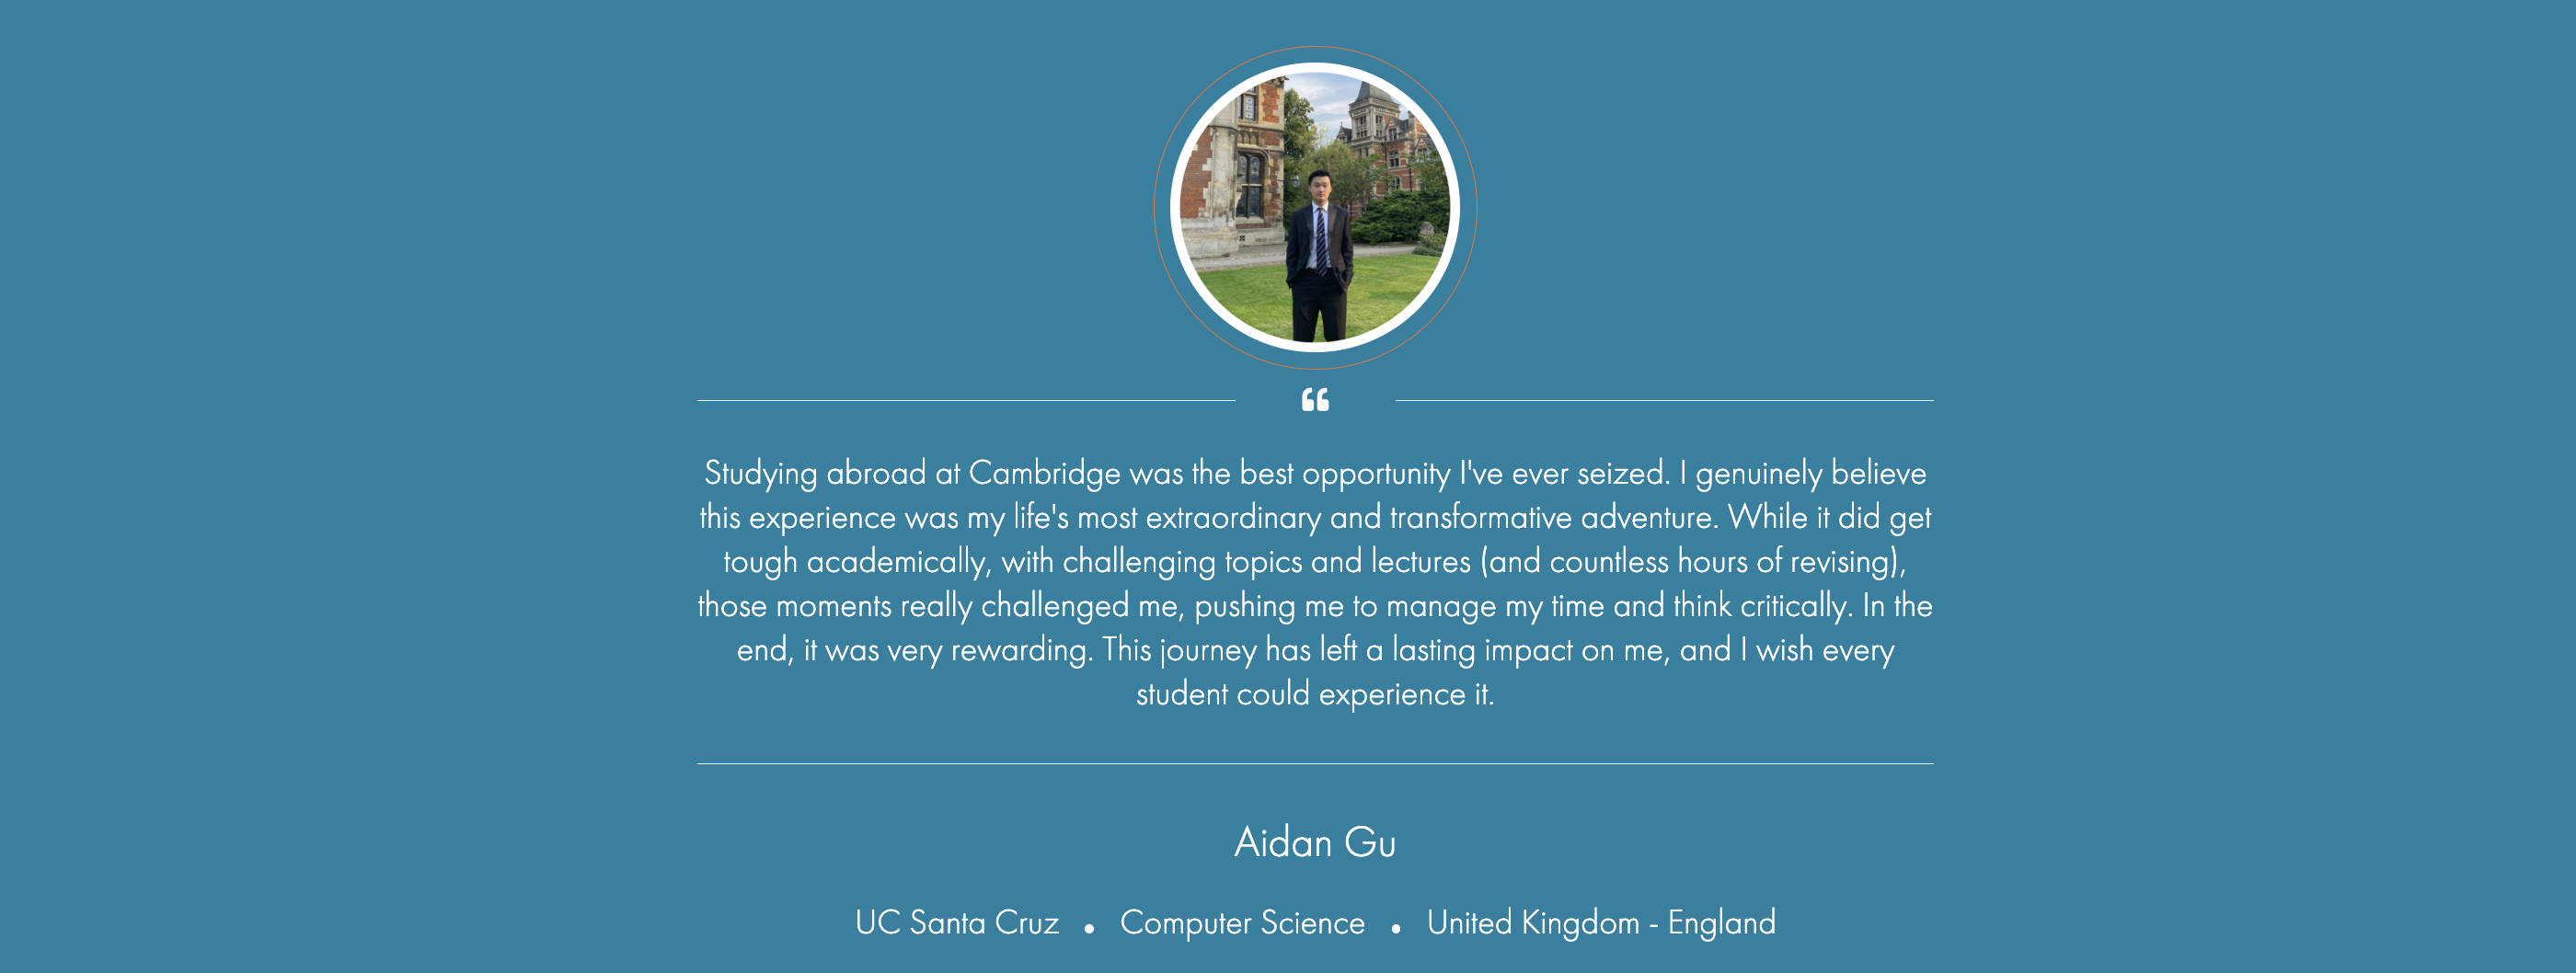 “
Studying abroad at Cambridge was the best opportunity I've ever seized. I genuinely believe
this experience was my life's most extraordinary and transformative adventure. While it did get
tough academically, with challenging topics and lectures (and countless hours of revising),
those moments really challenged me, pushing me to manage my time and think critically. In the
end, it was very rewarding. This journey has left a lasting impact on me, and I wish every
student could experience it.
Aidan Gu
UC Santa Cruz • Computer Science • United Kingdom - England